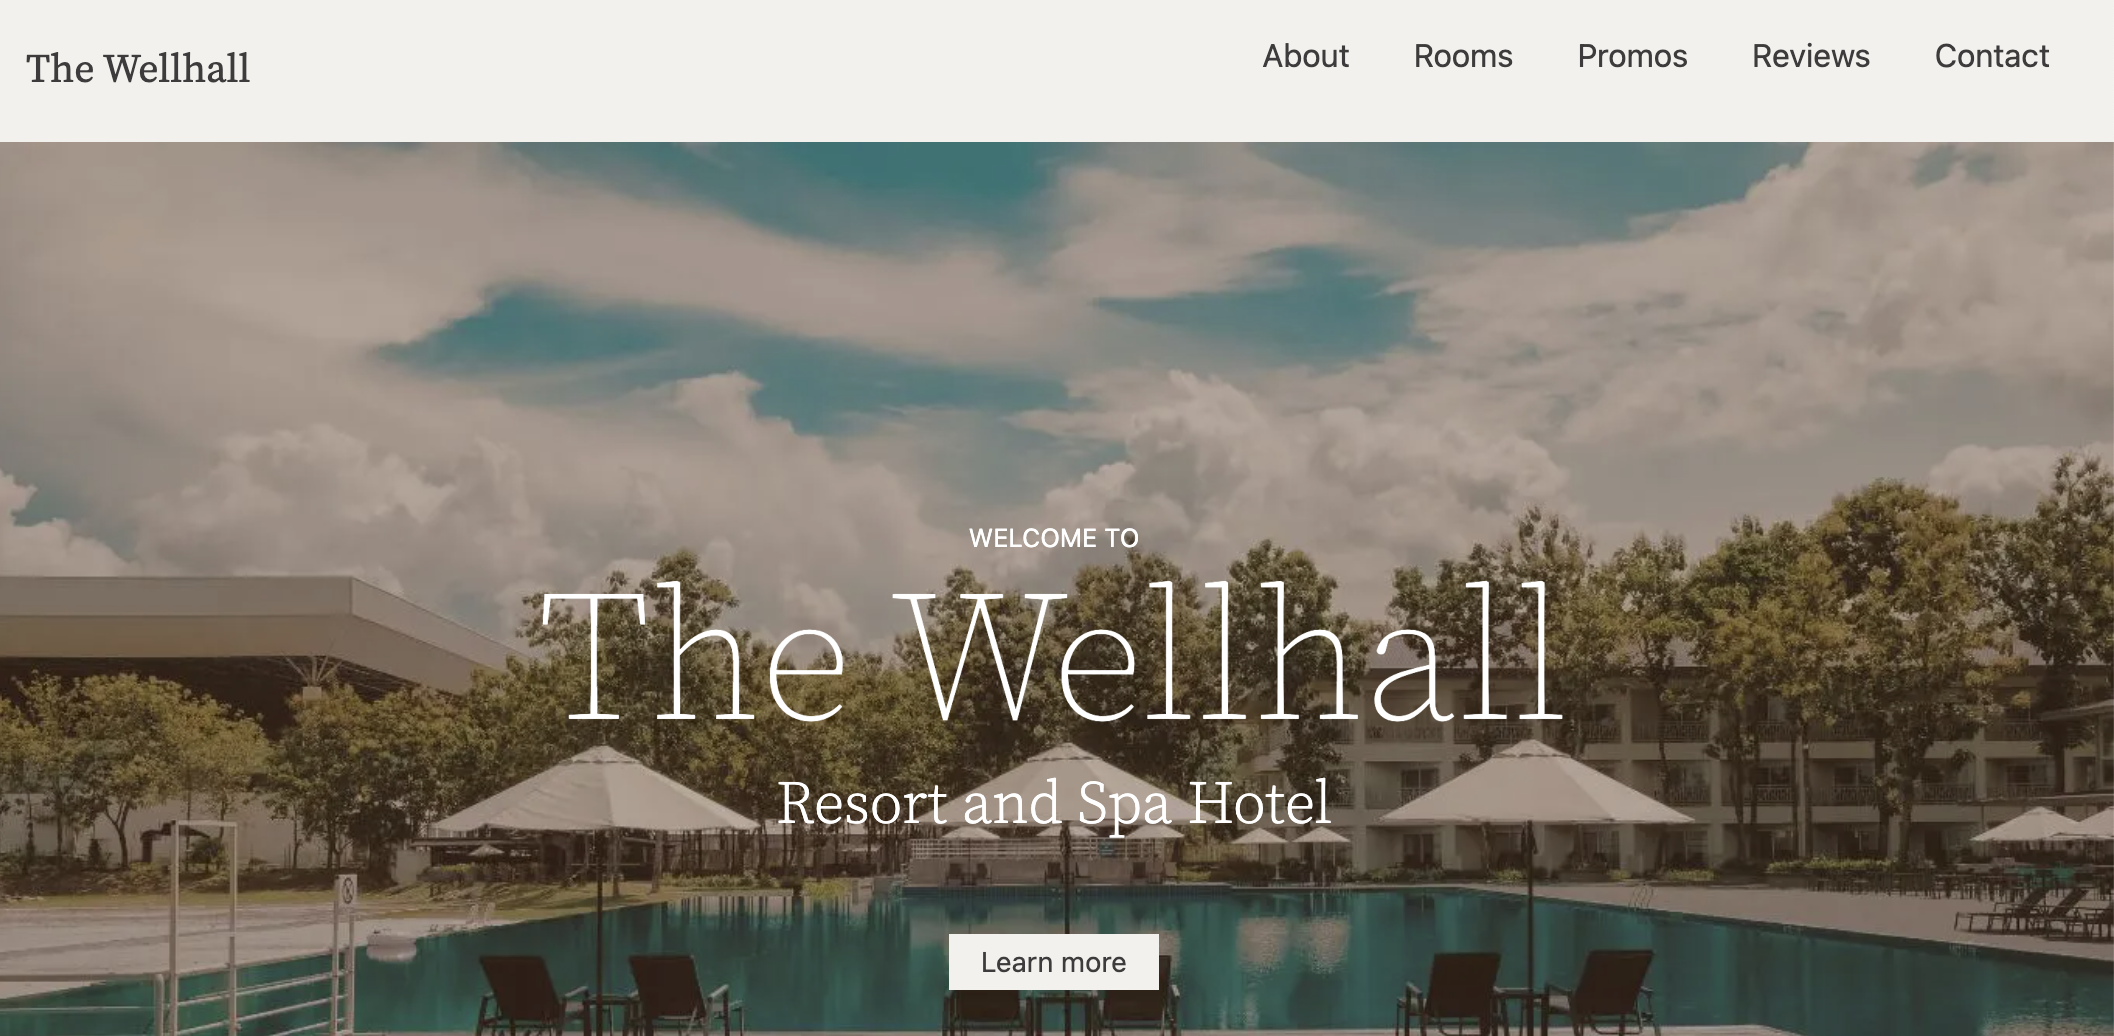 The Wellhall
About Rooms Promos Reviews Contact
WELCOME TO
The Wellhall
Resort and Spa Hotel
Learn more